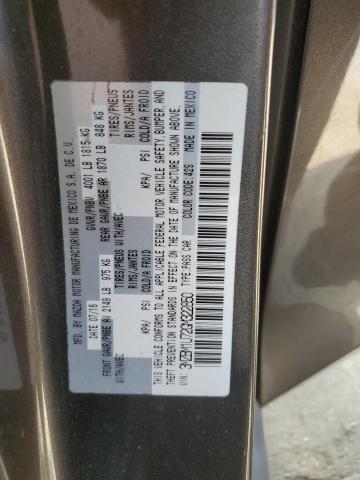 MFD. BY MAZDA MOTOR MANUFACTURING DE MEXICO S.A. DE C.V.
DATE: 07/16 GVWR/PNBV 4001 LB 1815 KG
FRONT GAWR/PNBE AV 2149 LB 975 KG REAR GAWR/PNBE AR 1870 LB 848 KG
WITH/AVEC TIRES/PNEUS WITH/AVEC TIRES/PNEUS
RIMS/JANTES RIMS/JANTES
KPA/ PSI COLD/A FROID KPA/ PSI COLD/A FROID
THIS VEHICLE CONFORMS TO ALL APPLICABLE FEDERAL MOTOR VEHICLE SAFETY, BUMPER, AND
THEFT PREVENTION STANDARDS IN EFFECT ON THE DATE OF MANUFACTURE SHOWN ABOVE.
VIN: TYPE: PASS CAR COLOR CODE: 42S MADE IN MEXICO